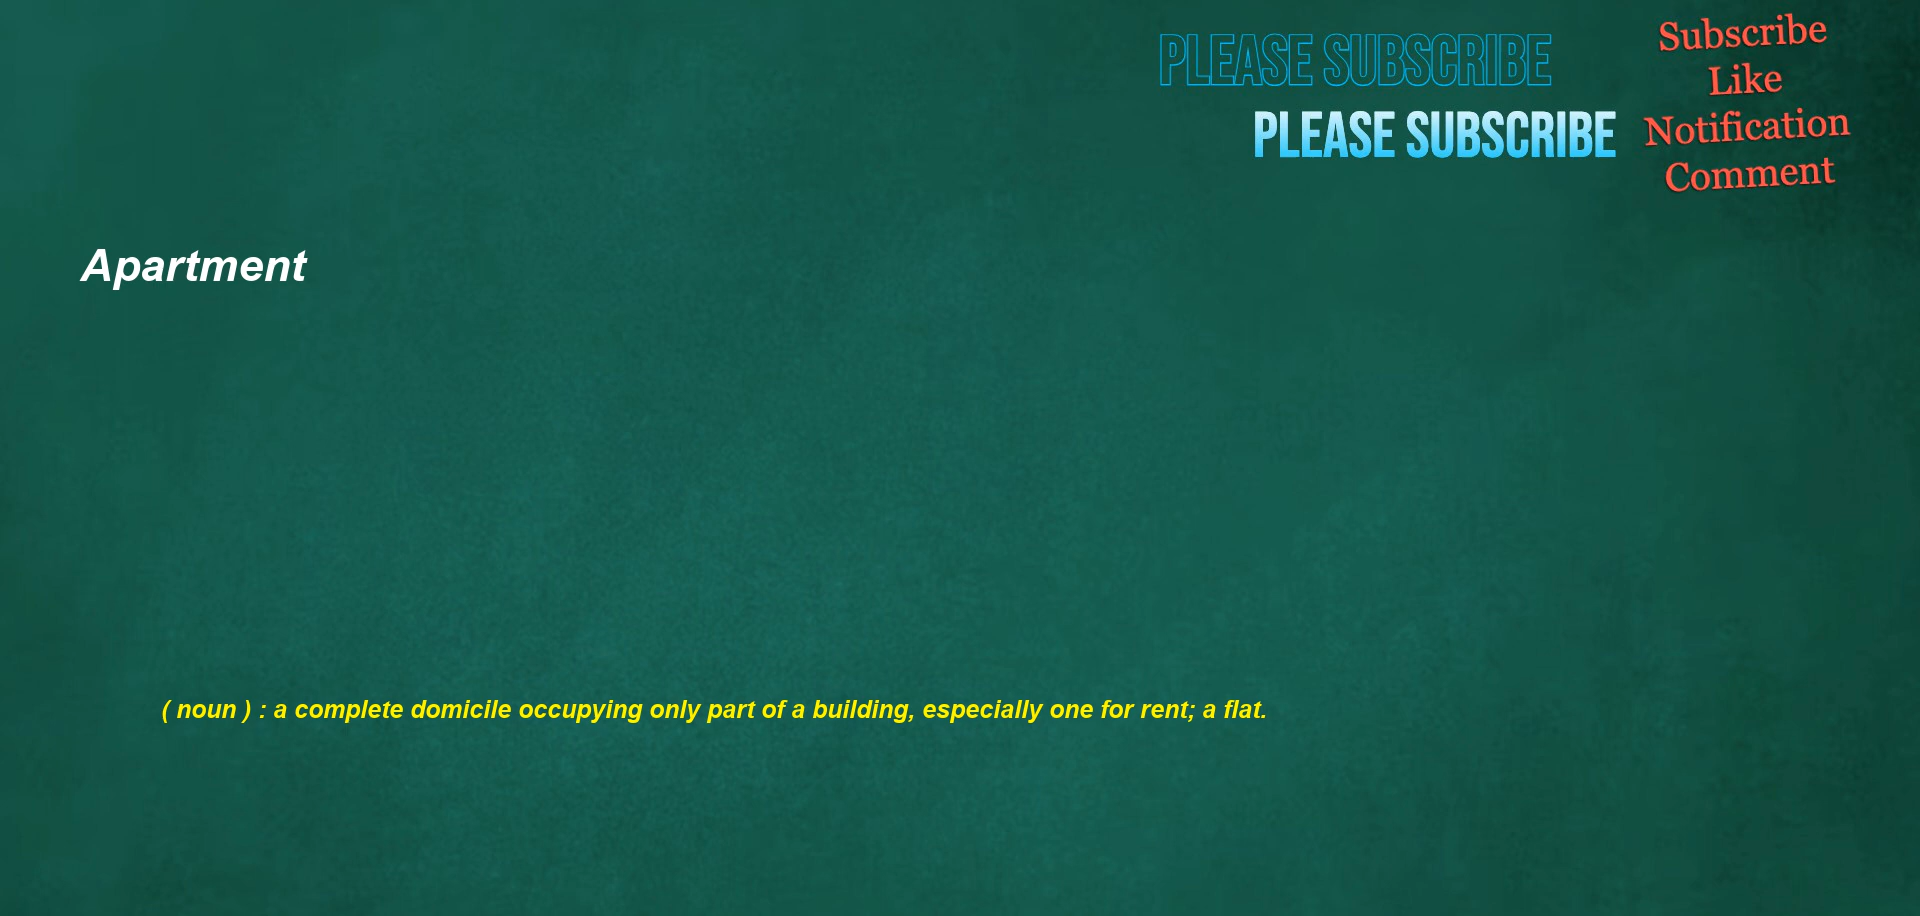 PLEASE SUBSCRIBE
PLEASE SUBSCRIBE
Subscribe
Like
Notification
Comment
Apartment
( noun ) : a complete domicile occupying only part of a building, especially one for rent; a flat.